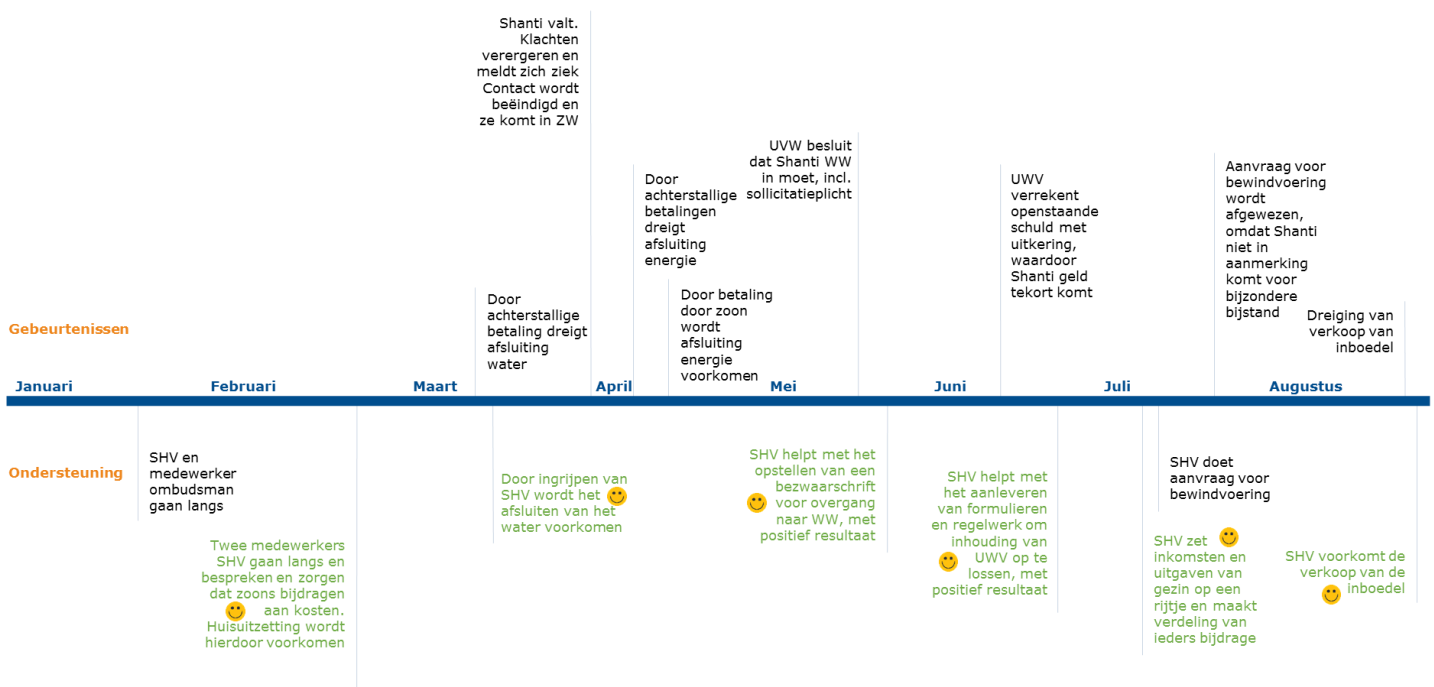 Shanti valt.
Klachten
verergeren en
meldt zich ziek
Contact wordt
beëindigd en
ze komt in ZW
Door
achterstallige
betalingen
dreigt
afsluiting
energie
UVW besluit
dat Shanti WW
in moet, incl.
sollicitatieplicht
UWV
verrekent
openstaande
schuld met
uitkering,
waardoor
Shanti geld
tekort komt
Aanvraag voor
bewindvoering
wordt
afgewezen,
omdat Shanti
niet in
aanmerking
komt voor
bijzondere
bijstand
Door
achterstallige
betaling dreigt
afsluiting
water
Door betaling
door zoon
wordt
afsluiting
energie
voorkomen
Dreiging van
verkoop van
inboedel
Gebeurtenissen
Januari
Februari
Maart
April
Mei
Juni
Juli
Augustus
Ondersteuning
SHV en
medewerker
ombudsman
gaan langs
Twee medewerkers
SHV gaan langs en
bespreken en zorgen
dat zoons bijdragen
aan kosten.
Huisuitzetting wordt
hierdoor voorkomen
Door ingrijpen van
SHV wordt het
afsluiten van het
water voorkomen
SHV helpt met het
opstellen van een
bezwaarschrift
voor overgang
naar WW, met
positief resultaat
SHV helpt met
het aanleveren
van formulieren
en regelwerk om
inhouding van
UWV op te
lossen, met
positief resultaat
SHV doet
aanvraag voor
bewindvoering
SHV zet
inkomsten en
uitgaven van
gezin op een
rijtje en maakt
verdeling van
ieders bijdrage
SHV voorkomt de
verkoop van de
inboedel